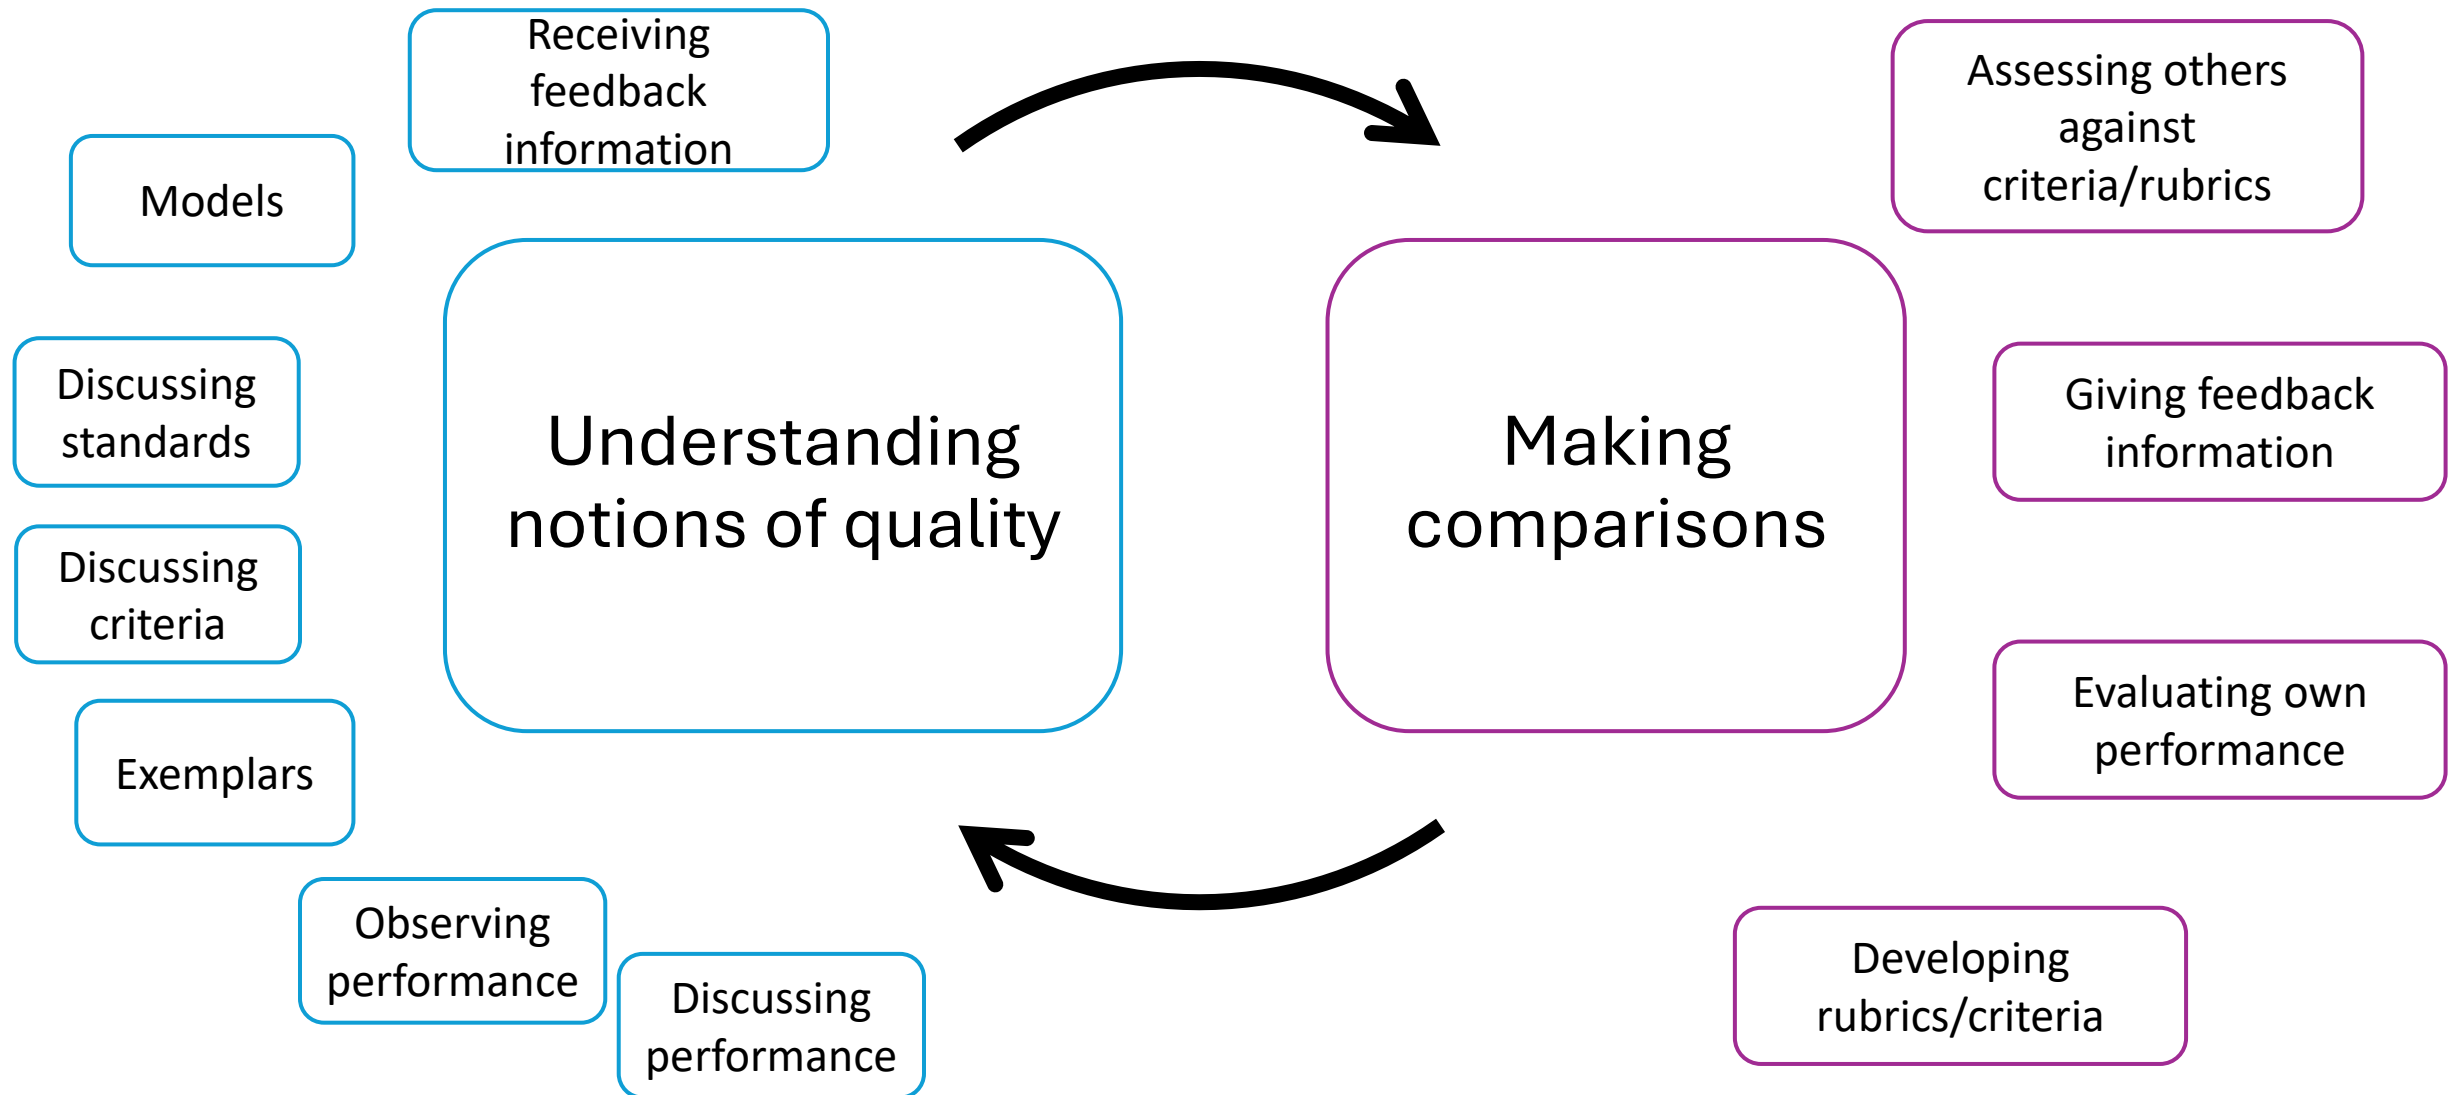 Receiving
feedback
information
Models
Discussing
standards
Discussing
criteria
Exemplars
Observing
performance
Discussing
performance
Understanding
notions of quality
Making
comparisons
Assessing others
against
criteria/rubrics
Giving feedback
information
Evaluating own
performance
Developing
rubrics/criteria